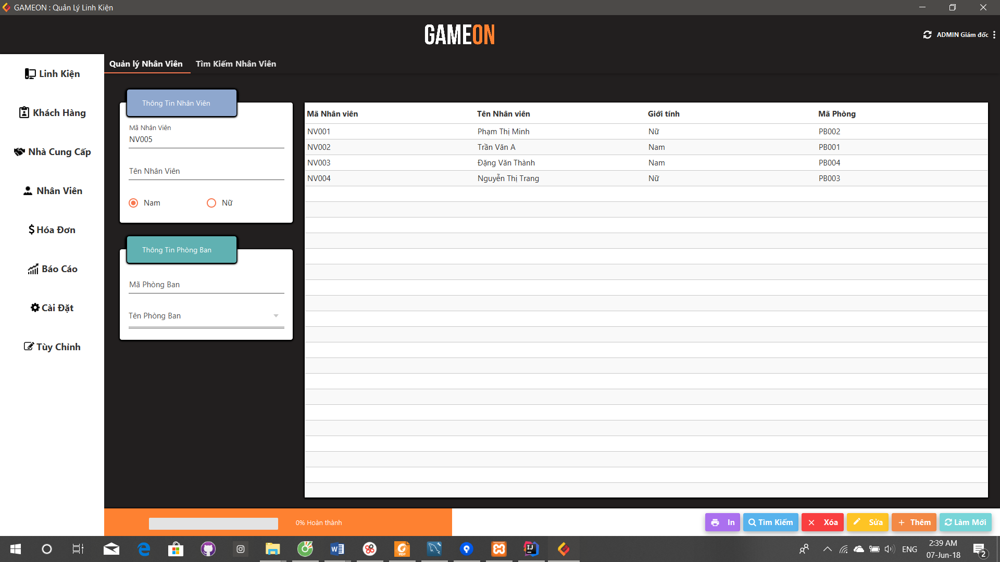 GAMEON : Quản Lý Linh Kiện
GAMEON
ADMIN Giám đốc
Linh Kiện
Khách Hàng
Nhà Cung Cấp
Nhân Viên
Hóa Đơn
Báo Cáo
Cài Đặt
Tùy Chỉnh
Quản lý Nhân Viên Tìm Kiếm Nhân Viên
Thông Tin Nhân Viên
Mã Nhân Viên
NV005
Tên Nhân Viên
Nam Nữ
Thông Tin Phòng Ban
Mã Phòng Ban
Tên Phòng Ban
Mã Nhân viên Tên Nhân viên Giới tính Mã Phòng
NV001 Phạm Thị Minh Nữ PB002
NV002 Trần Văn A Nam PB001
NV003 Đặng Văn Thành Nam PB004
NV004 Nguyễn Thị Trang Nữ PB003
0% Hoàn thành
In Tìm Kiếm Xóa Sửa Thêm Làm Mới
ENG
2:39 AM
07-Jun-18
2